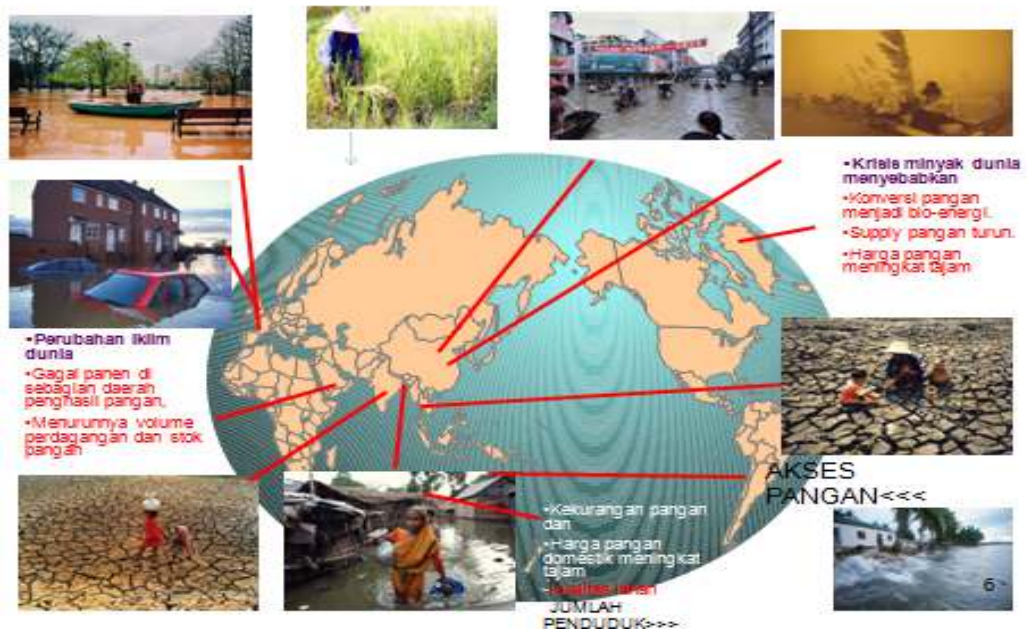 •Krisis minyak dunia
menyebabkan
•Konversi pangan
menjadi bio-energi.
•Supply pangan turun.
•Harga pangan
meningkat tajam
•Perubahan iklim
dunia
•Gagal panen di
sebagian daerah
penghasil pangan,
•Menurunnya volume
perdagangan dan stok
pangan
AKSES
PANGAN<<<
•Kekurangan pangan
dan
•Harga pangan
domestik meningkat
tajam
JUMLAH
PENDUDUK>>>
6